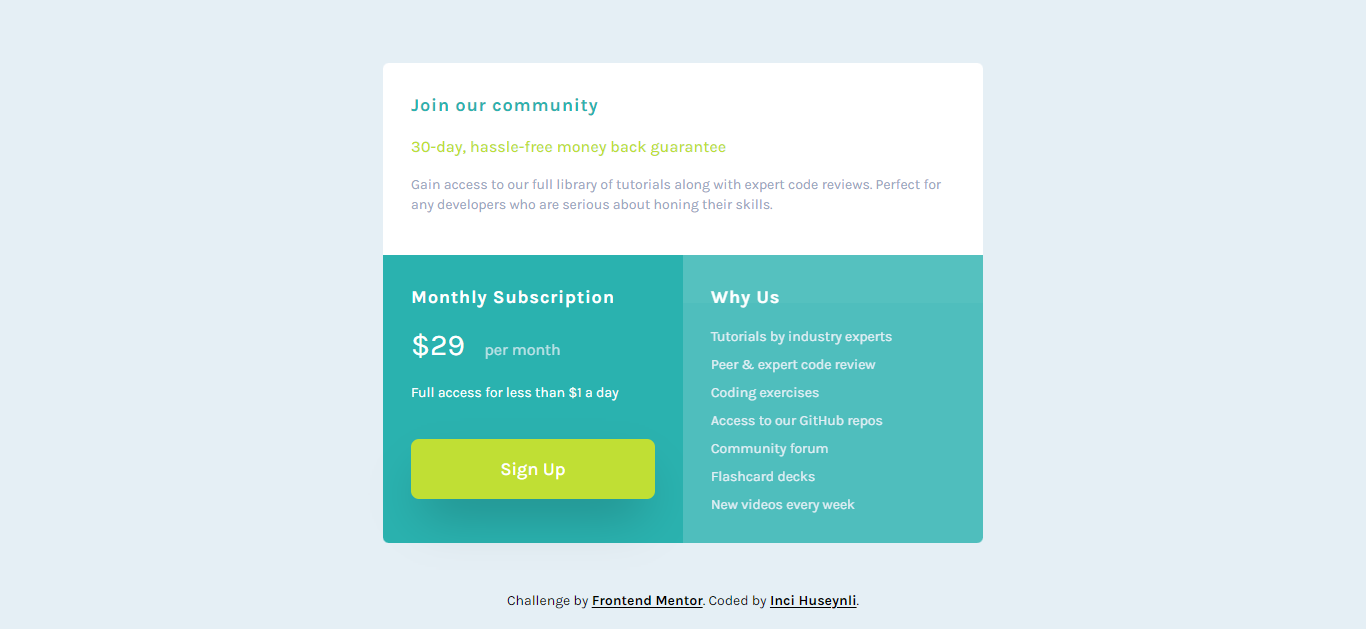 Join our community
30-day, hassle-free money back guarantee
Gain access to our full library of tutorials along with expert code reviews. Perfect for
any developers who are serious about honing their skills.
Monthly Subscription
$29 per month
Full access for less than $1 a day
Sign Up
Why Us
Tutorials by industry experts
Peer & expert code review
Coding exercises
Access to our GitHub repos
Community forum
Flashcard decks
New videos every week
Challenge by Frontend Mentor. Coded by Inci Huseynli.